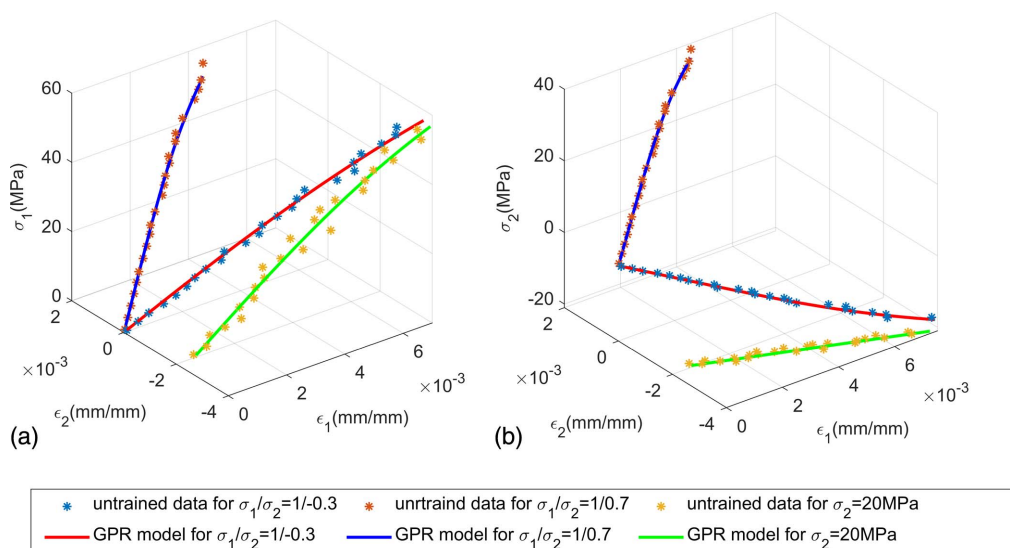 60
40
20
0
σ₁(MPa)
2
0
-2
-4
×10⁻³
ϵ₂(mm/mm)
0
2
4
6
×10⁻³
ϵ₁(mm/mm)
(a)
40
20
0
-20
σ₂(MPa)
2
0
-2
-4
×10⁻³
ϵ₂(mm/mm)
0
2
4
6
×10⁻³
ϵ₁(mm/mm)
(b)
untrained data for σ₁/σ₂=1/-0.3 unrtraind data for σ₁/σ₂=1/0.7 untrained data for σ₂=20MPa
GPR model for σ₁/σ₂=1/-0.3 GPR model for σ₁/σ₂=1/0.7 GPR model for σ₂=20MPa